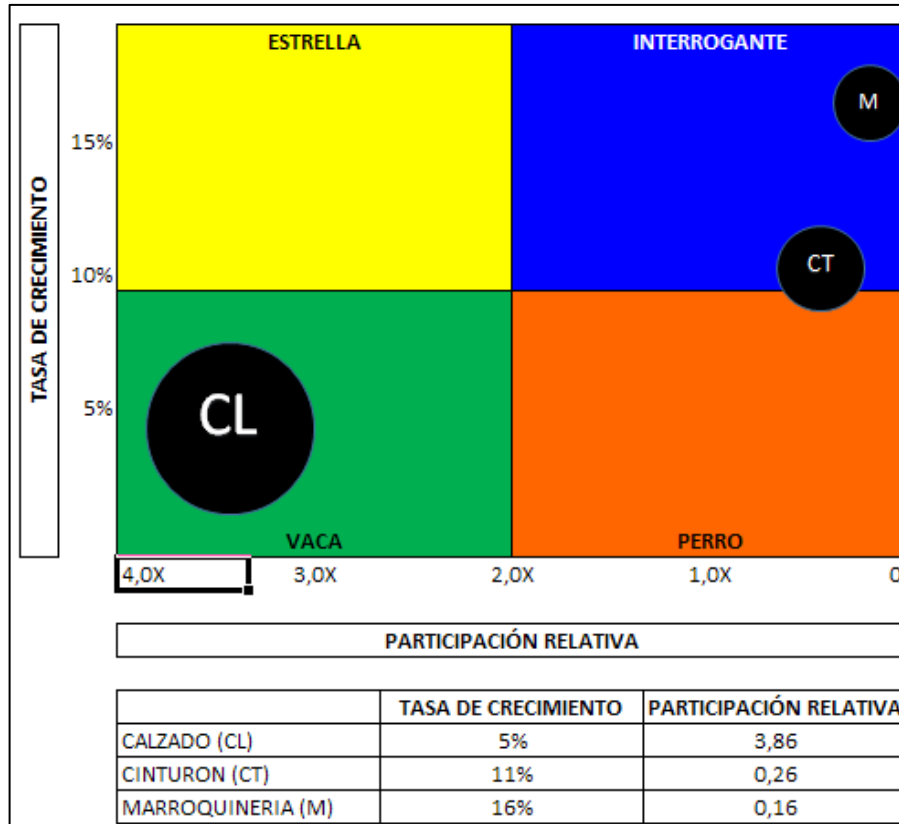 ESTRELLA
INTERROGANTE
M
15%
TASA DE CRECIMIENTO
CT
10%
CL
5%
VACA
PERRO
4,0X 3,0X 2,0X 1,0X 0
PARTICIPACIÓN RELATIVA
TASA DE CRECIMIENTO PARTICIPACIÓN RELATIVA
CALZADO (CL) 5% 3,86
CINTURON (CT) 11% 0,26
MARROQUINERIA (M) 16% 0,16